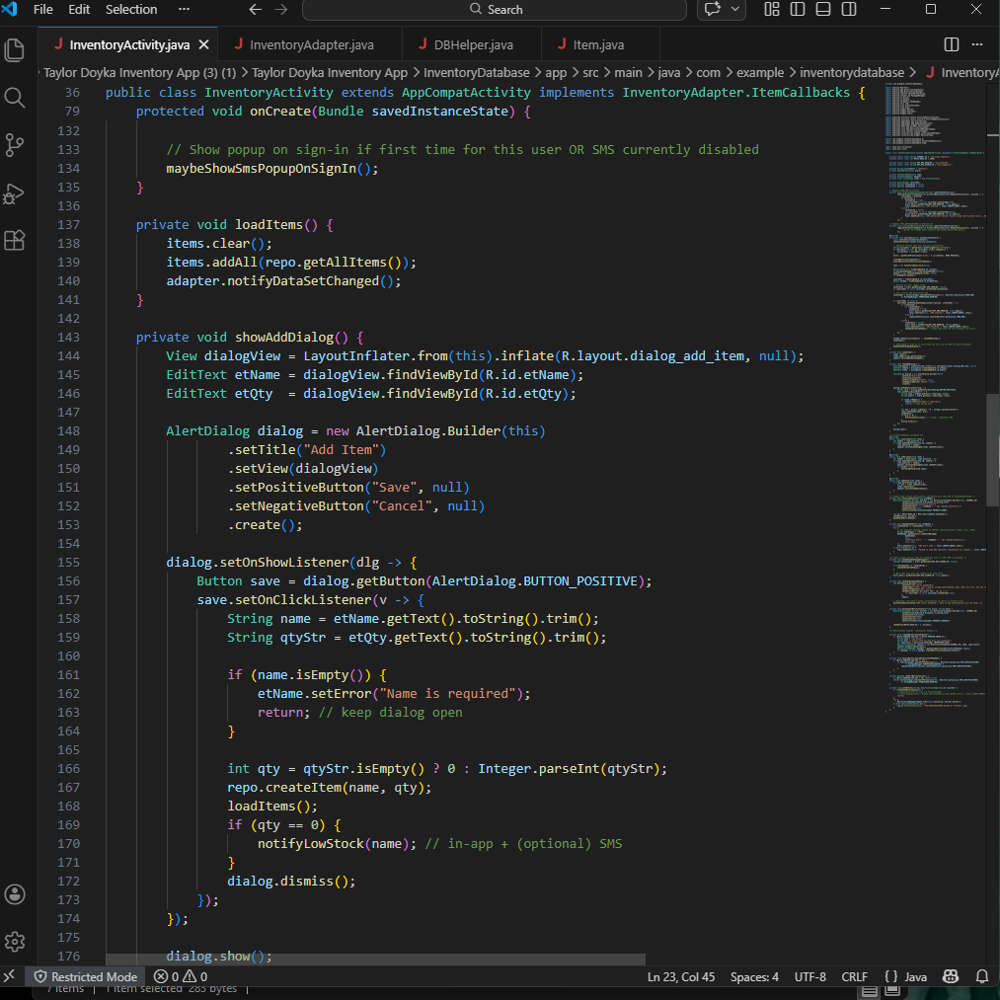 File Edit Selection ··· Search
InventoryActivity.java InventoryAdapter.java DBHelper.java Item.java ···
Taylor Doyka Inventory App (3) (1) > Taylor Doyka Inventory App > InventoryDatabase > app > src > main > java > com > example > inventorydatabase > InventoryA
36 public class InventoryActivity extends AppCompatActivity implements InventoryAdapter.ItemCallbacks {
79 protected void onCreate(Bundle savedInstanceState) {
132
133 // Show popup on sign-in if first time for this user OR SMS currently disabled
134 maybeShowSmsPopupOnSignIn();
135 }
136
137 private void loadItems() {
138 items.clear();
139 items.addAll(repo.getAllItems());
140 adapter.notifyDataSetChanged();
141 }
142
143 private void showAddDialog() {
144 View dialogView = LayoutInflater.from(this).inflate(R.layout.dialog_add_item, null);
145 EditText etName = dialogView.findViewById(R.id.etName);
146 EditText etQty  = dialogView.findViewById(R.id.etQty);
147
148 AlertDialog dialog = new AlertDialog.Builder(this)
149 .setTitle("Add Item")
150 .setView(dialogView)
151 .setPositiveButton("Save", null)
152 .setNegativeButton("Cancel", null)
153 .create();
154
155 dialog.setOnShowListener(dlg -> {
156 Button save = dialog.getButton(AlertDialog.BUTTON_POSITIVE);
157 save.setOnClickListener(v -> {
158 String name = etName.getText().toString().trim();
159 String qtyStr = etQty.getText().toString().trim();
160
161 if (name.isEmpty()) {
162 etName.setError("Name is required");
163 return; // keep dialog open
164 }
165
166 int qty = qtyStr.isEmpty() ? 0 : Integer.parseInt(qtyStr);
167 repo.createItem(name, qty);
168 loadItems();
169 if (qty == 0) {
170 notifyLowStock(name); // in-app + (optional) SMS
171 }
172 dialog.dismiss();
173 });
174 });
175
176 dialog.show();
Restricted Mode 0 0 Ln 23, Col 45 Spaces: 4 UTF-8 CRLF {} Java
7 items | 1 item selected 283 bytes |